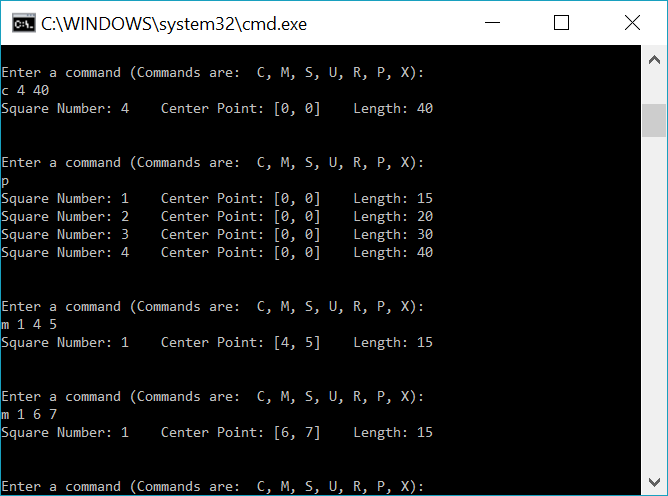 C:\WINDOWS\system32\cmd.exe
Enter a command (Commands are:  C, M, S, U, R, P, X):
c 4 40
Square Number: 4    Center Point: [0, 0]    Length: 40
Enter a command (Commands are:  C, M, S, U, R, P, X):
p
Square Number: 1    Center Point: [0, 0]    Length: 15
Square Number: 2    Center Point: [0, 0]    Length: 20
Square Number: 3    Center Point: [0, 0]    Length: 30
Square Number: 4    Center Point: [0, 0]    Length: 40
Enter a command (Commands are:  C, M, S, U, R, P, X):
m 1 4 5
Square Number: 1    Center Point: [4, 5]    Length: 15
Enter a command (Commands are:  C, M, S, U, R, P, X):
m 1 6 7
Square Number: 1    Center Point: [6, 7]    Length: 15
Enter a command (Commands are:  C, M, S, U, R, P, X):